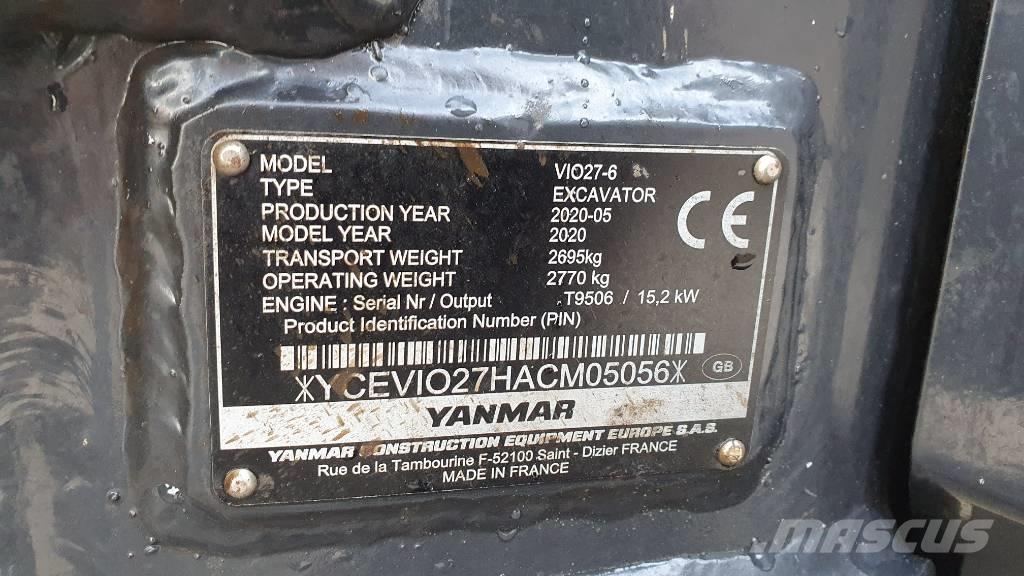 MODEL VIO27-6
TYPE EXCAVATOR
PRODUCTION YEAR 2020-05
MODEL YEAR 2020
TRANSPORT WEIGHT 2695kg
OPERATING WEIGHT 2770 kg
ENGINE : Serial Nr / Output .T9506 / 15,2 kW
Product Identification Number (PIN)
CE
*YCEVIO27HACM05056*
GB
YANMAR
YANMAR CONSTRUCTION EQUIPMENT EUROPE S.A.S.
Rue de la Tambourine F-52100 Saint - Dizier FRANCE
MADE IN FRANCE
MASCUS